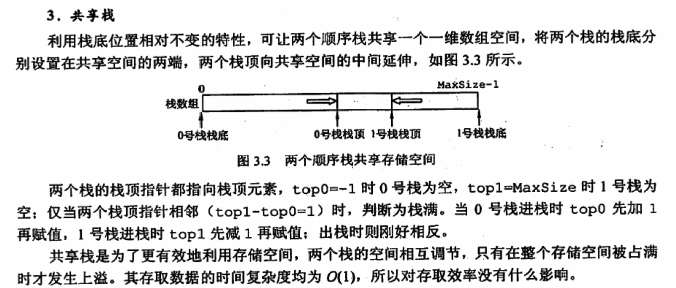 3．共享栈
利用栈底位置相对不变的特性，可让两个顺序栈共享一个一维数组空间，将两个栈的栈底分
别设置在共享空间的两端，两个栈顶向共享空间的中间延伸，如图 3.3 所示。
0 MaxSize-1
栈数组
0号栈栈底 0号栈栈顶 1号栈栈顶 1号栈栈底
图 3.3 两个顺序栈共享存储空间
两个栈的栈顶指针都指向栈顶元素，top0=-1 时 0 号栈为空，top1=MaxSize 时 1 号栈为
空；仅当两个栈顶指针相邻（top1-top0=1）时，判断为栈满。当 0 号栈进栈时 top0 先加 1
再赋值，1 号栈进栈时 top1 先减 1 再赋值；出栈时则刚好相反。
共享栈是为了更有效地利用存储空间，两个栈的空间相互调节，只有在整个存储空间被占满
时才发生上溢。其存取数据的时间复杂度均为 O(1)，所以对存取效率没有什么影响。